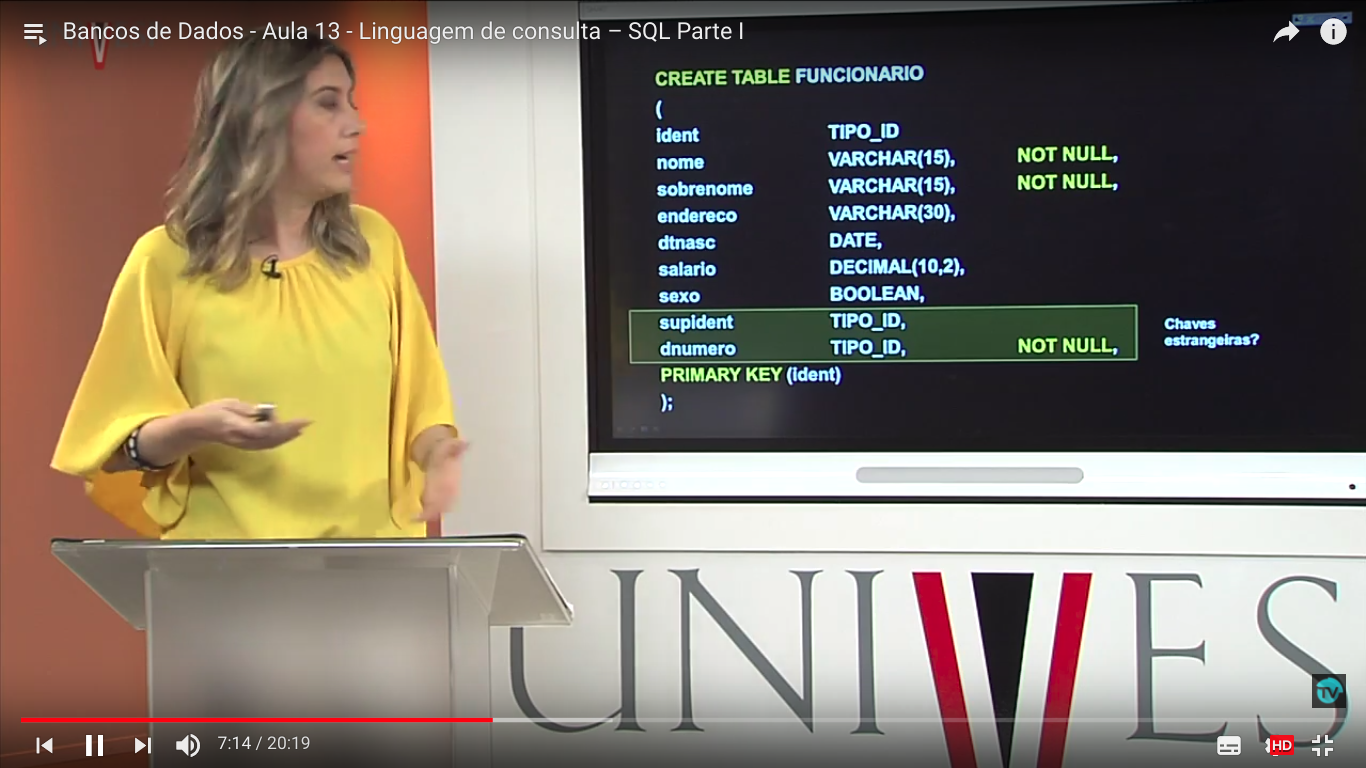 Bancos de Dados - Aula 13 - Linguagem de consulta – SQL Parte I
CREATE TABLE FUNCIONARIO
(
ident TIPO_ID
nome VARCHAR(15), NOT NULL,
sobrenome VARCHAR(15), NOT NULL,
endereco VARCHAR(30),
dtnasc DATE,
salario DECIMAL(10,2),
sexo BOOLEAN,
supident TIPO_ID,
dnumero TIPO_ID, NOT NULL,
Chaves
estrangeiras?
PRIMARY KEY (ident)
);
UNIVES
TV
7:14 / 20:19
HD